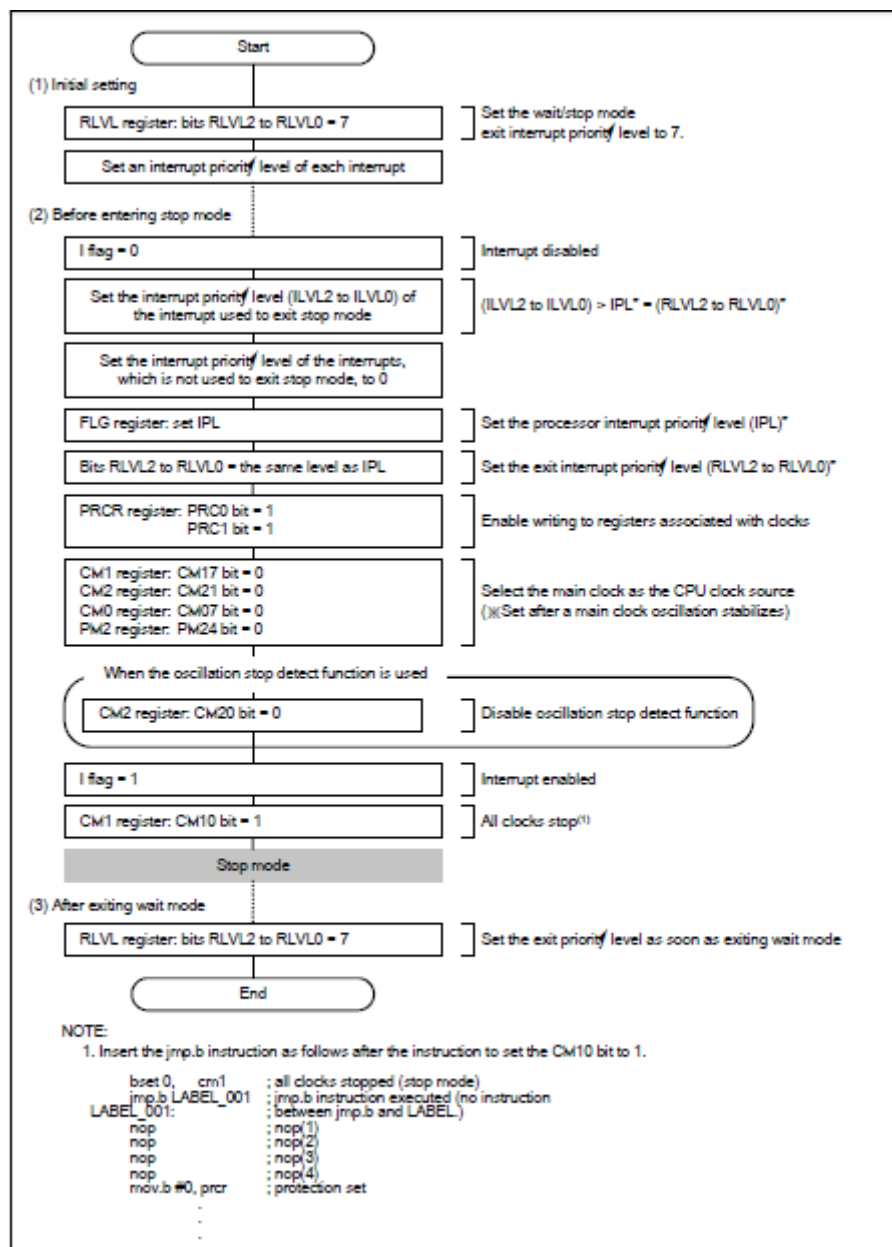 Start
(1) Initial setting
RLVL register: bits RLVL2 to RLVL0 = 7
Set the wait/stop mode
exit interrupt priority level to 7.
Set an interrupt priority level of each interrupt
(2) Before entering stop mode
I flag = 0
Interrupt disabled
Set the interrupt priority level (ILVL2 to ILVL0) of
the interrupt used to exit stop mode
(ILVL2 to ILVL0) > IPL" = (RLVL2 to RLVL0)"
Set the interrupt priority level of the interrupts,
which is not used to exit stop mode, to 0
FLG register: set IPL
Set the processor interrupt priority level (IPL)"
Bits RLVL2 to RLVL0 = the same level as IPL
Set the exit interrupt priority level (RLVL2 to RLVL0)"
PRCR register: PRC0 bit = 1
PRC1 bit = 1
Enable writing to registers associated with clocks
CM1 register: CM17 bit = 0
CM2 register: CM21 bit = 0
CM0 register: CM07 bit = 0
PM2 register: PM24 bit = 0
Select the main clock as the CPU clock source
(※Set after a main clock oscillation stabilizes)
When the oscillation stop detect function is used
CM2 register: CM20 bit = 0
Disable oscillation stop detect function
I flag = 1
Interrupt enabled
CM1 register: CM10 bit = 1
All clocks stop(1)
Stop mode
(3) After exiting wait mode
RLVL register: bits RLVL2 to RLVL0 = 7
Set the exit priority level as soon as exiting wait mode
End
NOTE:
1. Insert the jmp.b instruction as follows after the instruction to set the CM10 bit to 1.
bset 0, cm1 ; all clocks stopped (stop mode)
jmp.b LABEL_001 ; jmp.b instruction executed (no instruction
LABEL_001: ; between jmp.b and LABEL.)
nop ; nop(1)
nop ; nop(2)
nop ; nop(3)
nop ; nop(4)
mov.b #0, prcr ; protection set
.
.
.